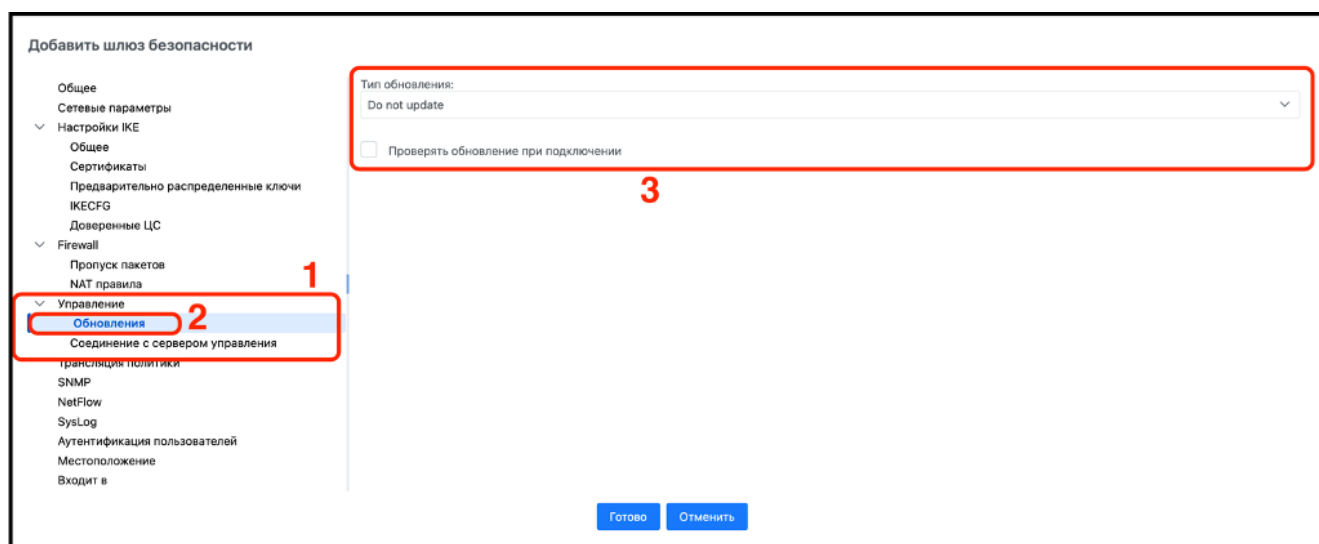 Добавить шлюз безопасности
Общее
Сетевые параметры
Настройки IKE
Общее
Сертификаты
Предварительно распределенные ключи
IKECFG
Доверенные ЦС
Firewall
Пропуск пакетов
NAT правила
1
Управление
Обновления
2
Соединение с сервером управления
Трансляция политики
SNMP
NetFlow
SysLog
Аутентификация пользователей
Местоположение
Входит в
Тип обновления:
Do not update
Проверять обновление при подключении
3
Готово
Отменить